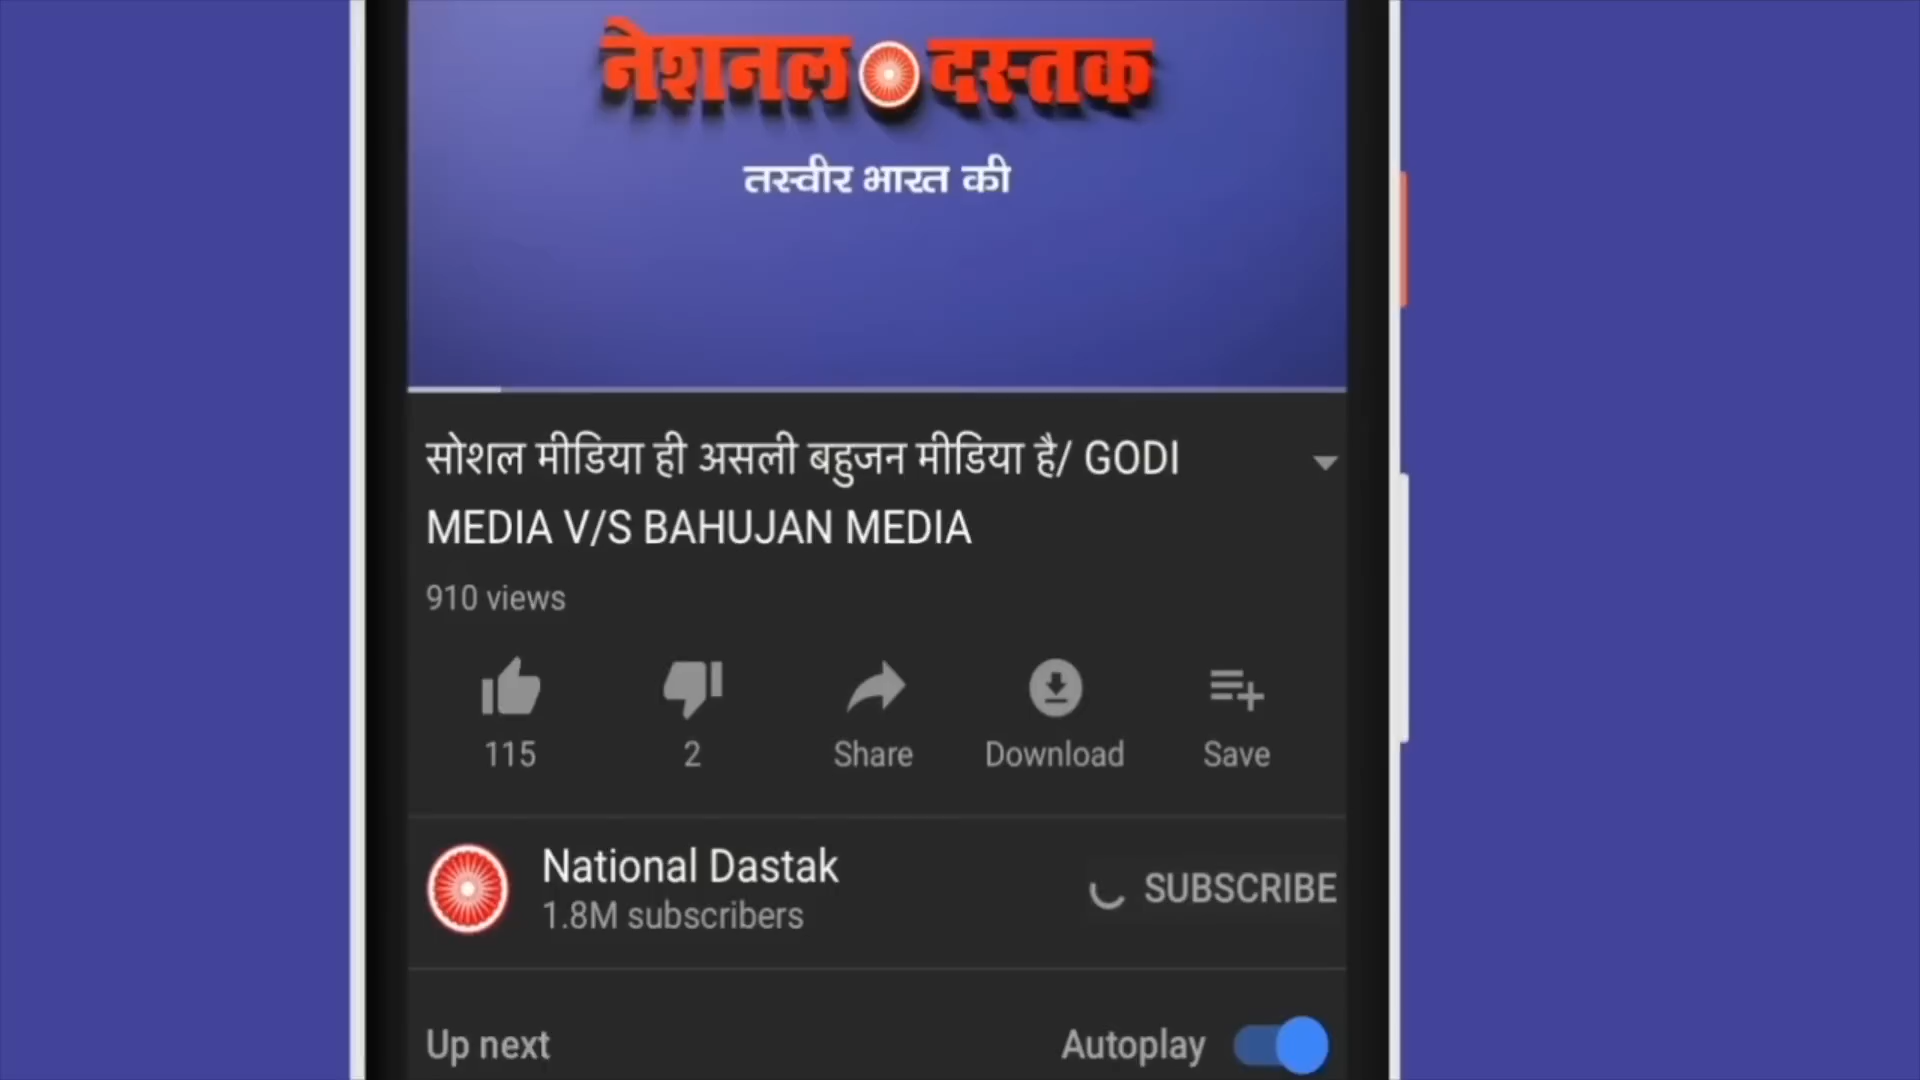 नेशनल दस्तक
तस्वीर भारत की
सोशल मीडिया ही असली बहुजन मीडिया है/ GODI
MEDIA V/S BAHUJAN MEDIA
910 views
115 2 Share Download Save
National Dastak
1.8M subscribers
SUBSCRIBE
Up next Autoplay